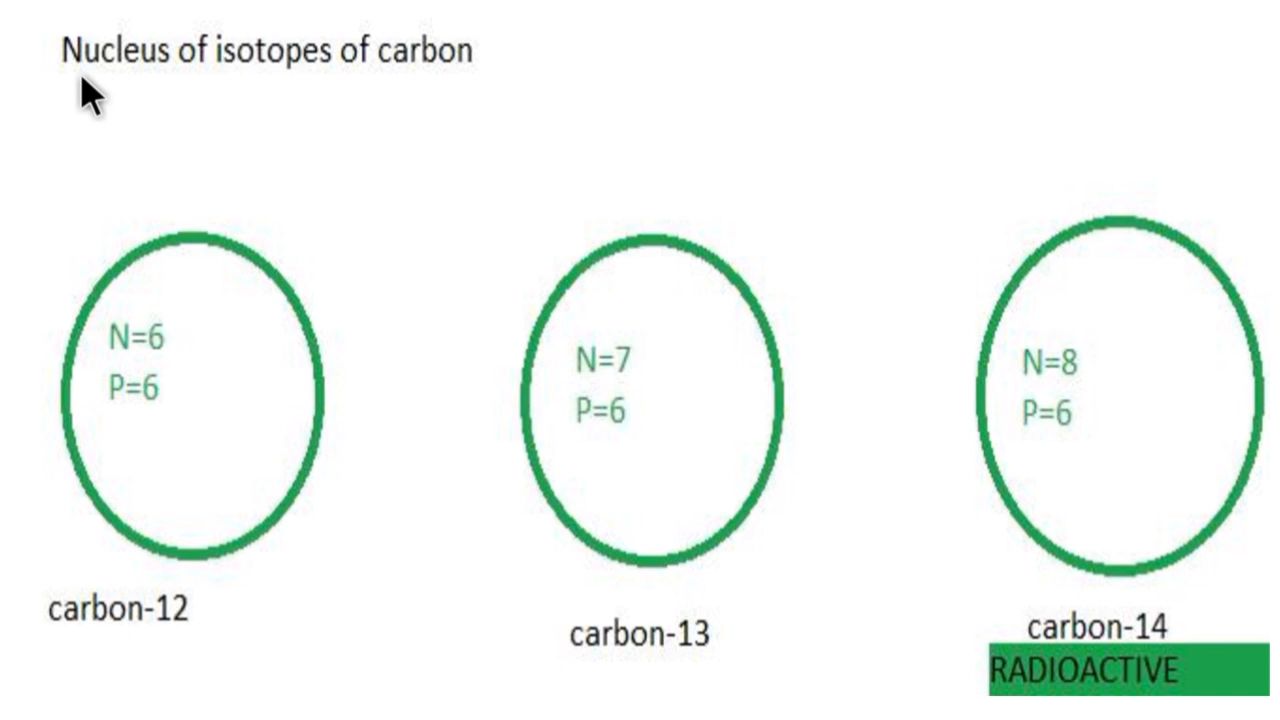 Nucleus of isotopes of carbon
N=6
P=6
carbon-12
N=7
P=6
carbon-13
N=8
P=6
carbon-14
RADIOACTIVE